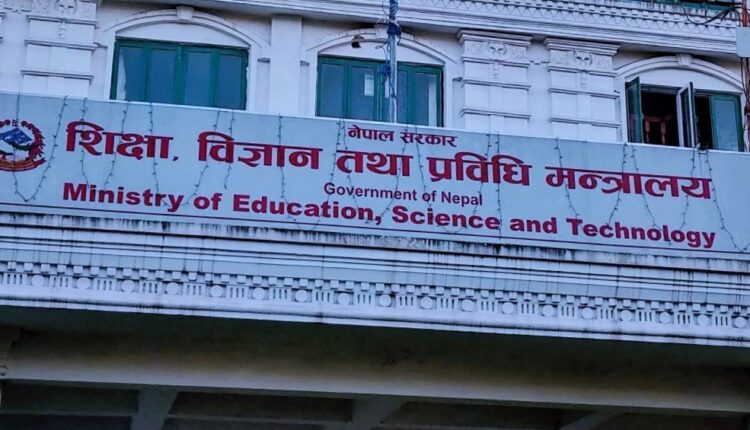 नेपाल सरकार
शिक्षा, विज्ञान तथा प्रविधि मन्त्रालय
Government of Nepal
Ministry of Education, Science and Technology